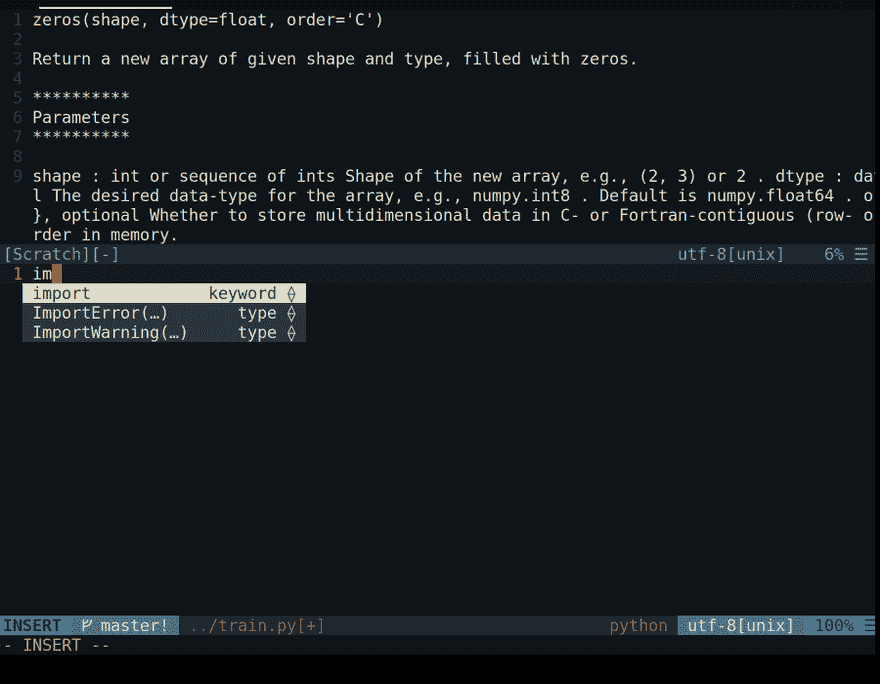 1 zeros(shape, dtype=float, order='C')
2
3 Return a new array of given shape and type, filled with zeros.
4
5 **********
6 Parameters
7 **********
8
9 shape : int or sequence of ints Shape of the new array, e.g., (2, 3) or 2 . dtype : da
l The desired data-type for the array, e.g., numpy.int8 . Default is numpy.float64 . o
}, optional Whether to store multidimensional data in C- or Fortran-contiguous (row- o
rder in memory.
[Scratch][-] utf-8[unix] 6% ☰
1 im
import keyword ⟠
ImportError(…) type ⟠
ImportWarning(…) type ⟠
INSERT master! ../train.py[+] python utf-8[unix] 100% ☰
- INSERT --